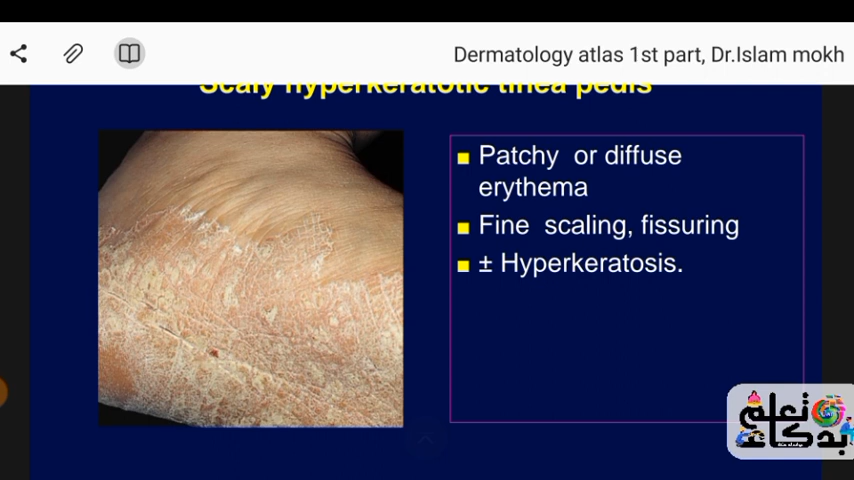 Dermatology atlas 1st part, Dr.Islam mokh
Scaly hyperkeratotic tinea pedis
■ Patchy or diffuse
erythema
■ Fine scaling, fissuring
■ ± Hyperkeratosis.
تعلم
بذكاء